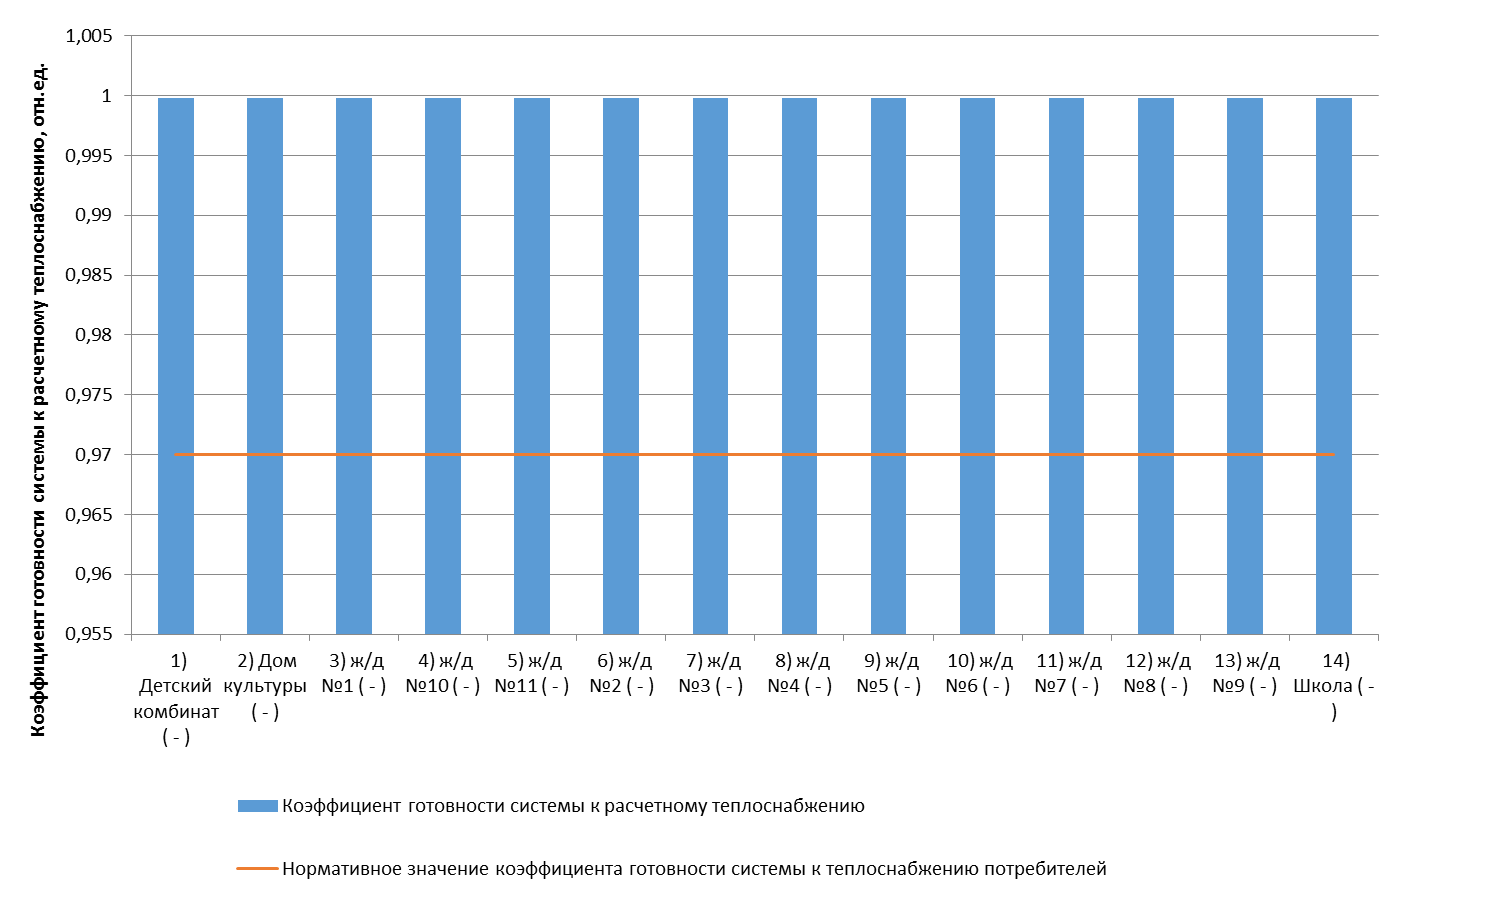 Коэффициент готовности системы к расчетному теплоснабжению, отн.ед.
1,005
1
0,995
0,99
0,985
0,98
0,975
0,97
0,965
0,96
0,955
1)
Детский
комбинат
( - )
2) Дом
культуры
( - )
3) ж/д
№1 ( - )
4) ж/д
№10 ( - )
5) ж/д
№11 ( - )
6) ж/д
№2 ( - )
7) ж/д
№3 ( - )
8) ж/д
№4 ( - )
9) ж/д
№5 ( - )
10) ж/д
№6 ( - )
11) ж/д
№7 ( - )
12) ж/д
№8 ( - )
13) ж/д
№9 ( - )
14)
Школа ( -
)
Коэффициент готовности системы к расчетному теплоснабжению
Нормативное значение коэффициента готовности системы к теплоснабжению потребителей